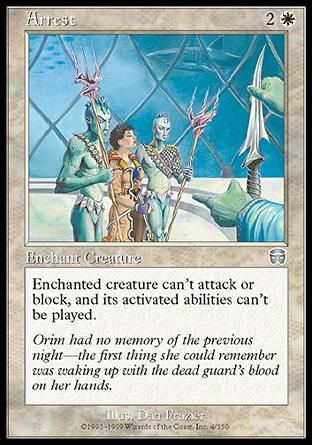 Arrest 2
Enchant Creature
Enchanted creature can't attack or
block, and its activated abilities can't
be played.
Orim had no memory of the previous
night—the first thing she could remember
was waking up with the dead guard's blood
on her hands.
Illus. Dan Frazier
©1993–1999 Wizards of the Coast, Inc. 4/350